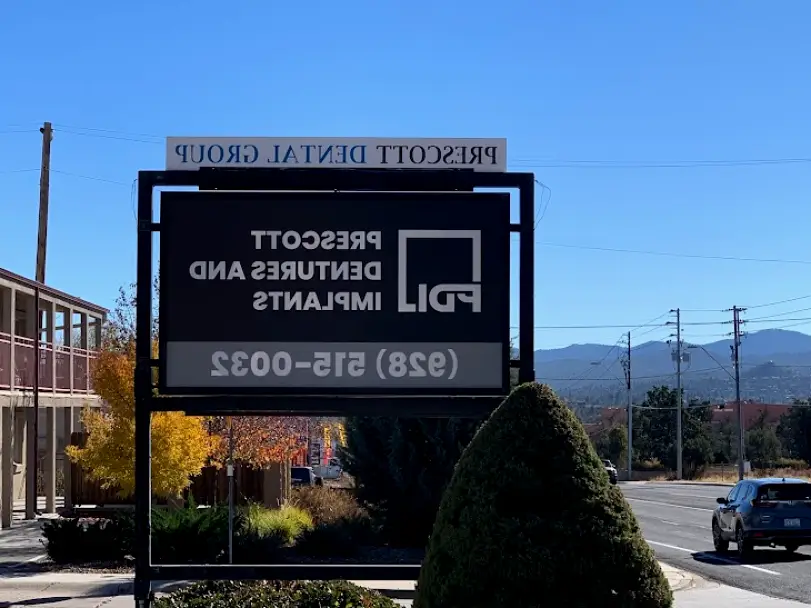 PRESCOTT DENTAL GROUP
PDI
PRESCOTT
DENTURES AND
IMPLANTS
(928) 515-0032